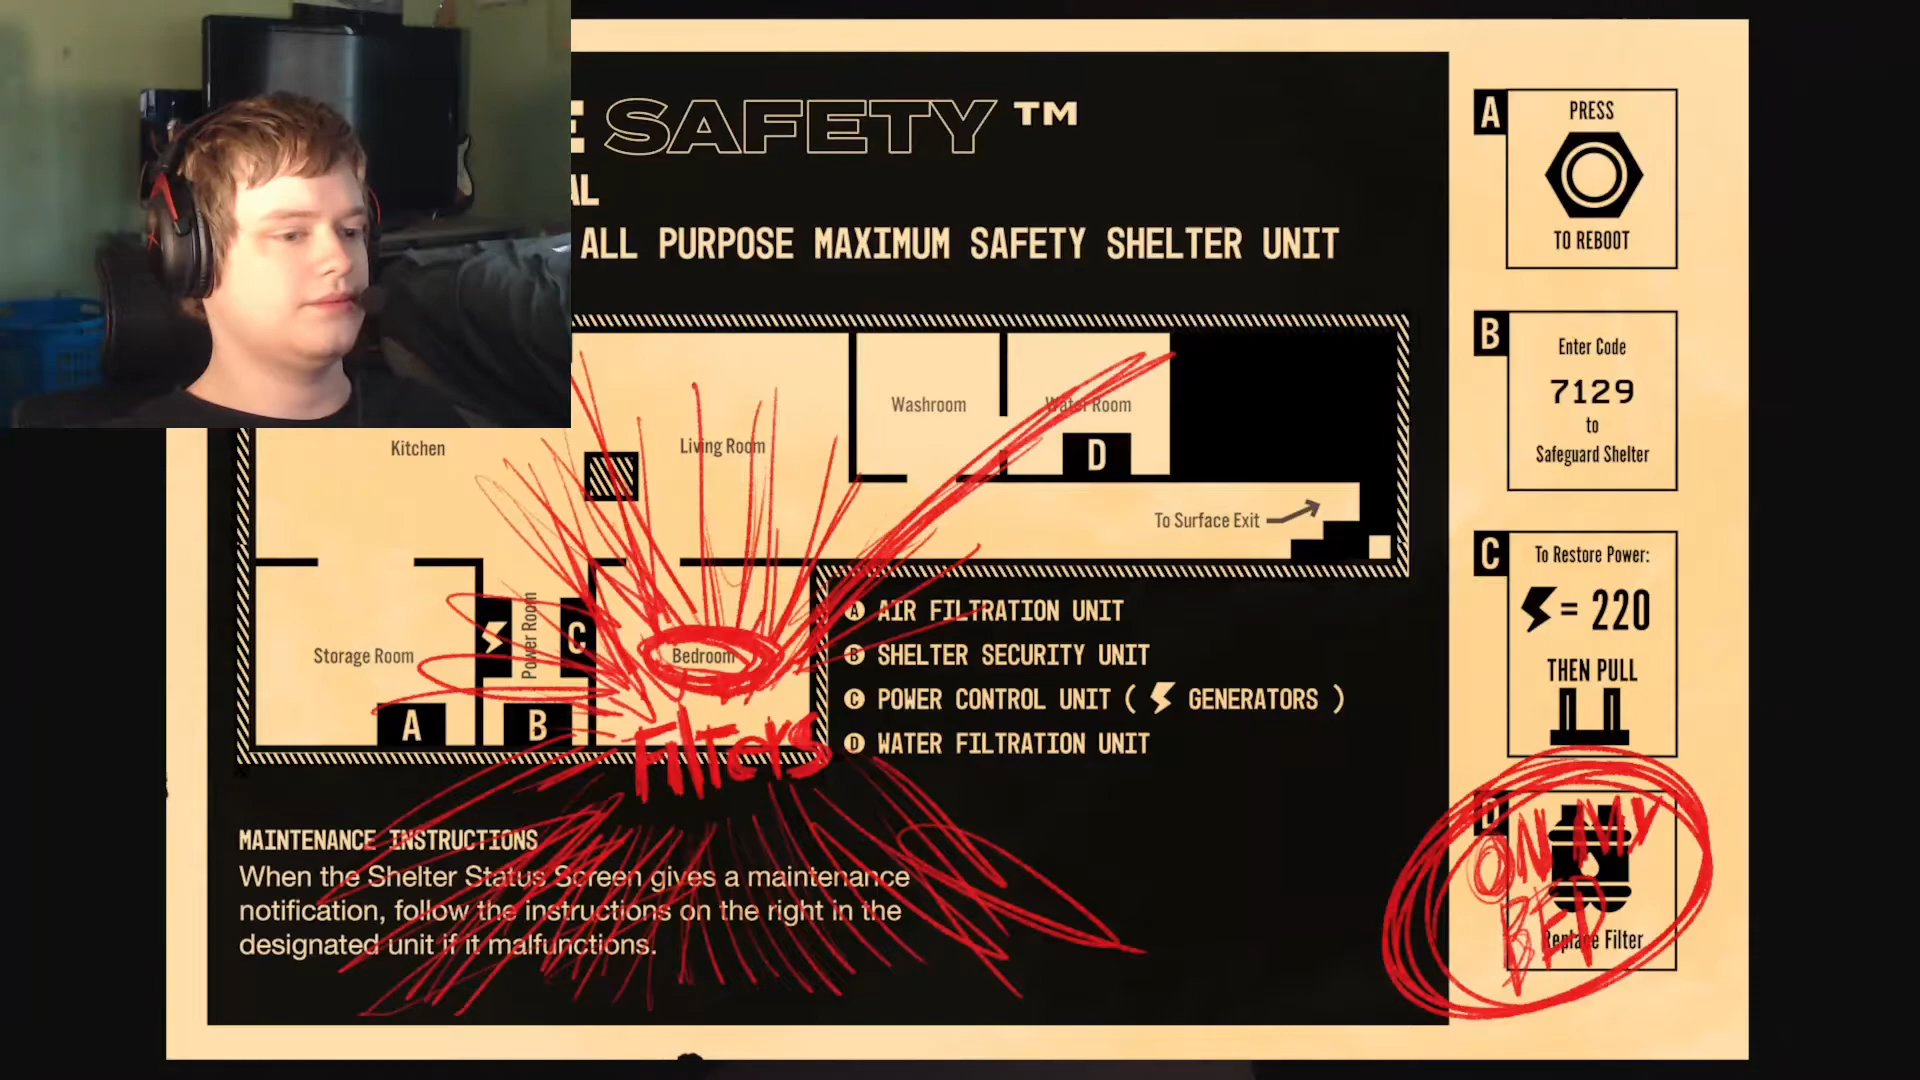 E SAFETY ™
AL
ALL PURPOSE MAXIMUM SAFETY SHELTER UNIT
Kitchen
Living Room
Washroom
Water Room
D
To Surface Exit
Storage Room
Power Room
C
Bedroom
A
B
Filters
A AIR FILTRATION UNIT
B SHELTER SECURITY UNIT
C POWER CONTROL UNIT ( GENERATORS )
D WATER FILTRATION UNIT
MAINTENANCE INSTRUCTIONS
When the Shelter Status Screen gives a maintenance
notification, follow the instructions on the right in the
designated unit if it malfunctions.
A
PRESS
TO REBOOT
B
Enter Code
7129
to
Safeguard Shelter
C
To Restore Power:
= 220
THEN PULL
D
ON MY
BED
Replace Filter